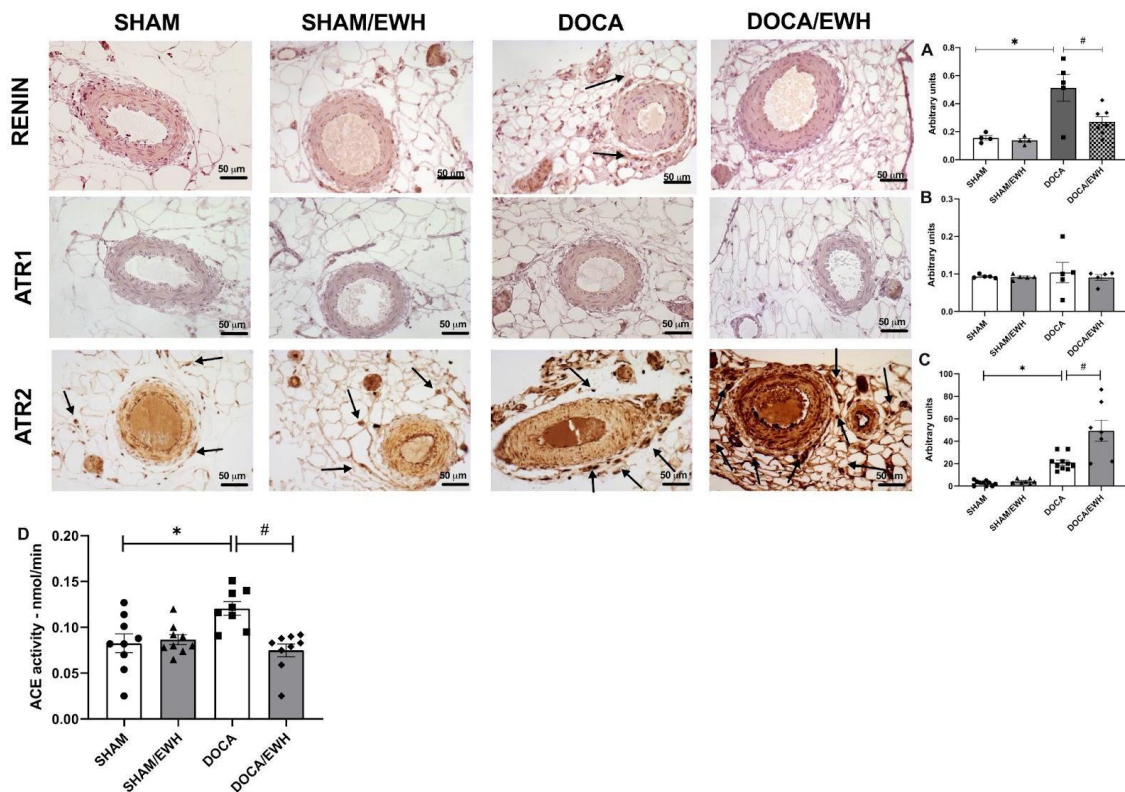 SHAM
SHAM/EWH
DOCA
DOCA/EWH
RENIN
50 µm
50 µm
50 µm
50 µm
ATR1
50 µm
50 µm
50 µm
50 µm
ATR2
50 µm
50 µm
50 µm
50 µm
A
Arbitrary units
0.8
0.6
0.4
0.2
0.0
*
#
SHAM
SHAM/EWH
DOCA
DOCA/EWH
B
Arbitrary units
0.3
0.2
0.1
0.0
SHAM
SHAM/EWH
DOCA
DOCA/EWH
C
Arbitrary units
100
80
60
40
20
0
*
#
SHAM
SHAM/EWH
DOCA
DOCA/EWH
D
ACE activity - nmol/min
0.20
0.15
0.10
0.05
0.00
*
#
SHAM
SHAM/EWH
DOCA
DOCA/EWH